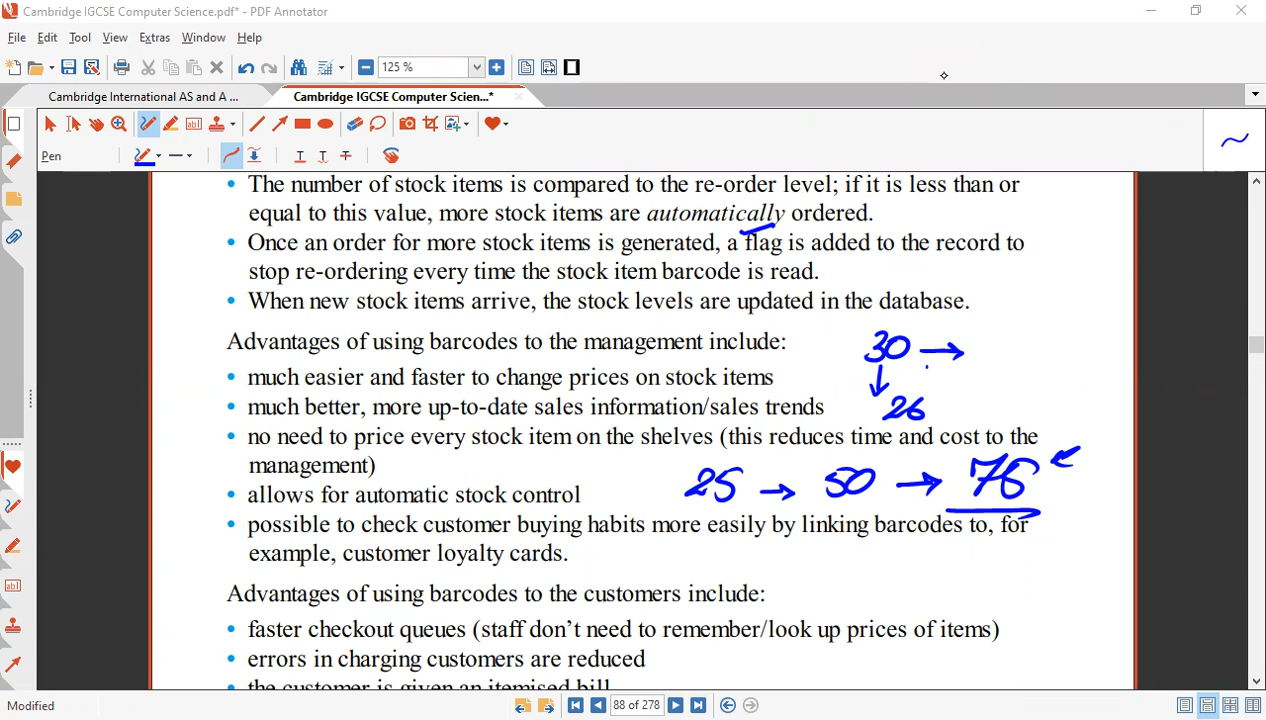 Cambridge IGCSE Computer Science.pdf* - PDF Annotator
File Edit Tool View Extras Window Help
125 %
Cambridge International AS and A ...
Cambridge IGCSE Computer Scien...*
Pen
• The number of stock items is compared to the re-order level; if it is less than or
equal to this value, more stock items are automatically ordered.
• Once an order for more stock items is generated, a flag is added to the record to
stop re-ordering every time the stock item barcode is read.
• When new stock items arrive, the stock levels are updated in the database.
Advantages of using barcodes to the management include:
30 →
• much easier and faster to change prices on stock items
• much better, more up-to-date sales information/sales trends
26
• no need to price every stock item on the shelves (this reduces time and cost to the
management)
25 → 50 → 76
• allows for automatic stock control
• possible to check customer buying habits more easily by linking barcodes to, for
example, customer loyalty cards.
Advantages of using barcodes to the customers include:
• faster checkout queues (staff don’t need to remember/look up prices of items)
• errors in charging customers are reduced
• the customer is given an itemised bill
Modified
88 of 278